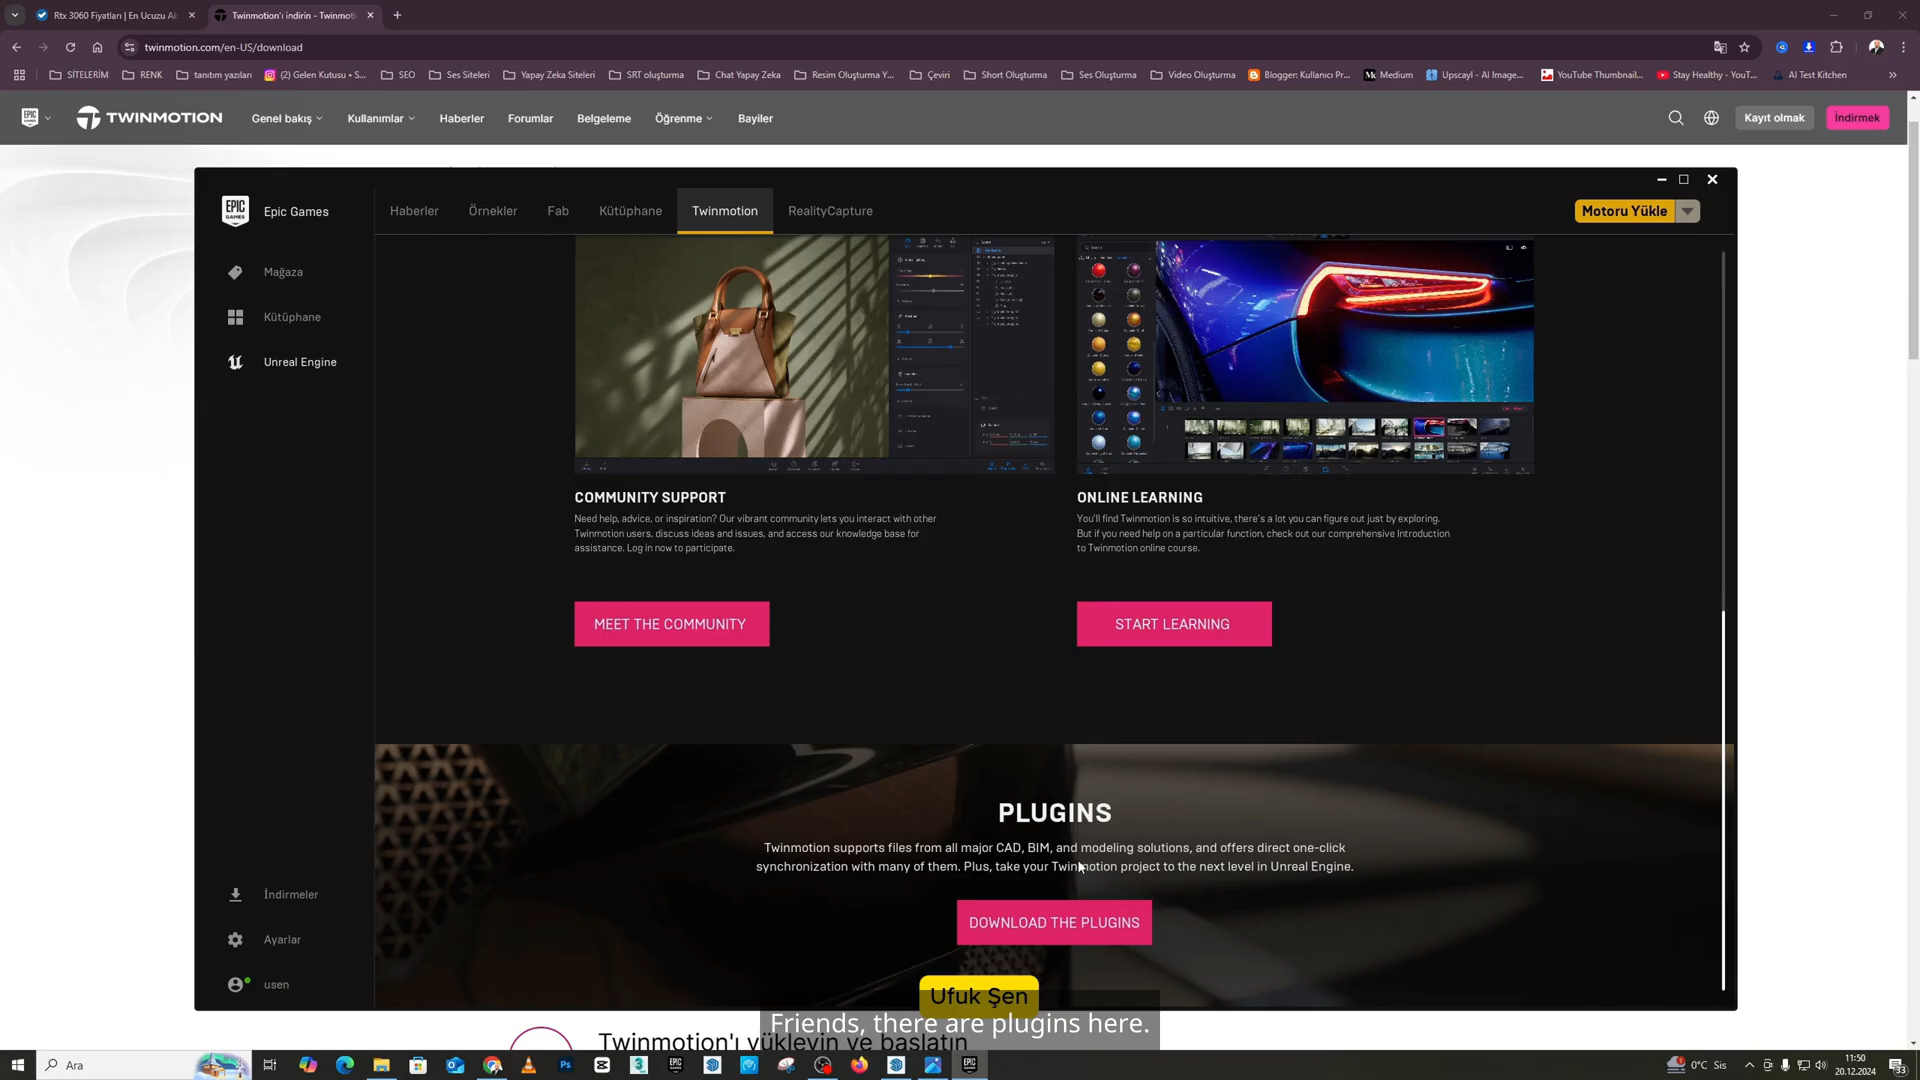 Rtx 3060 Fiyatları | En Ucuzu Ak
Twinmotion'ı indirin - Twinmoti
twinmotion.com/en-US/download
SİTELERİM
RENK
tanıtım yazıları
(2) Gelen Kutusu • S...
SEO
Ses Siteleri
Yapay Zeka Siteleri
SRT oluşturma
Chat Yapay Zeka
Resim Oluşturma Y...
Çeviri
Short Oluşturma
Ses Oluşturma
Video Oluşturma
Blogger: Kullanıcı Pr...
Medium
Upscayl - AI Image...
YouTube Thumbnail...
Stay Healthy - YouT...
AI Test Kitchen
TWINMOTION
Genel bakış
Kullanımlar
Haberler
Forumlar
Belgeleme
Öğrenme
Bayiler
Kayıt olmak
İndirmek
EPIC GAMES
Epic Games
Haberler
Örnekler
Fab
Kütüphane
Twinmotion
RealityCapture
Motoru Yükle
Mağaza
Kütüphane
Unreal Engine
COMMUNITY SUPPORT
Need help, advice, or inspiration? Our vibrant community lets you interact with other
Twinmotion users, discuss ideas and issues, and access our knowledge base for
assistance. Log in now to participate.
MEET THE COMMUNITY
ONLINE LEARNING
You'll find Twinmotion is so intuitive, there's a lot you can figure out just by exploring.
But if you need help on a particular function, check out our comprehensive Introduction
to Twinmotion online course.
START LEARNING
PLUGINS
Twinmotion supports files from all major CAD, BIM, and modeling solutions, and offers direct one-click
synchronization with many of them. Plus, take your Twinmotion project to the next level in Unreal Engine.
DOWNLOAD THE PLUGINS
İndirmeler
Ayarlar
usen
Ufuk Şen
Friends, there are plugins here.
Twinmotion'ı yükleyin ve başlatın
Ara
0°C Sis
11:50
20.12.2024
33